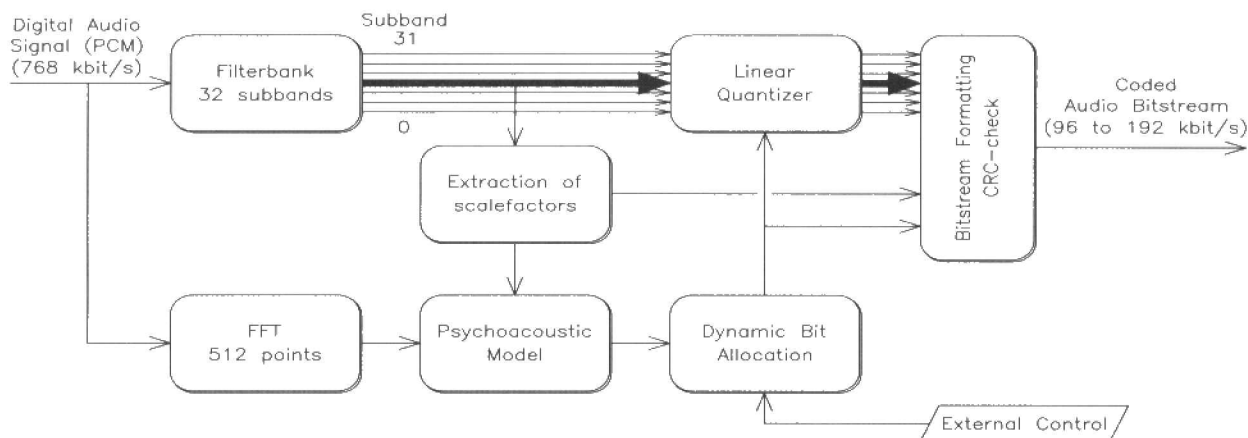 Digital Audio
Signal (PCM)
(768 kbit/s)
Filterbank
32 subbands
Subband
31
0
Linear
Quantizer
Bitstream Formatting
CRC-check
Coded
Audio Bitstream
(96 to 192 kbit/s)
Extraction of
scalefactors
FFT
512 points
Psychoacoustic
Model
Dynamic Bit
Allocation
External Control